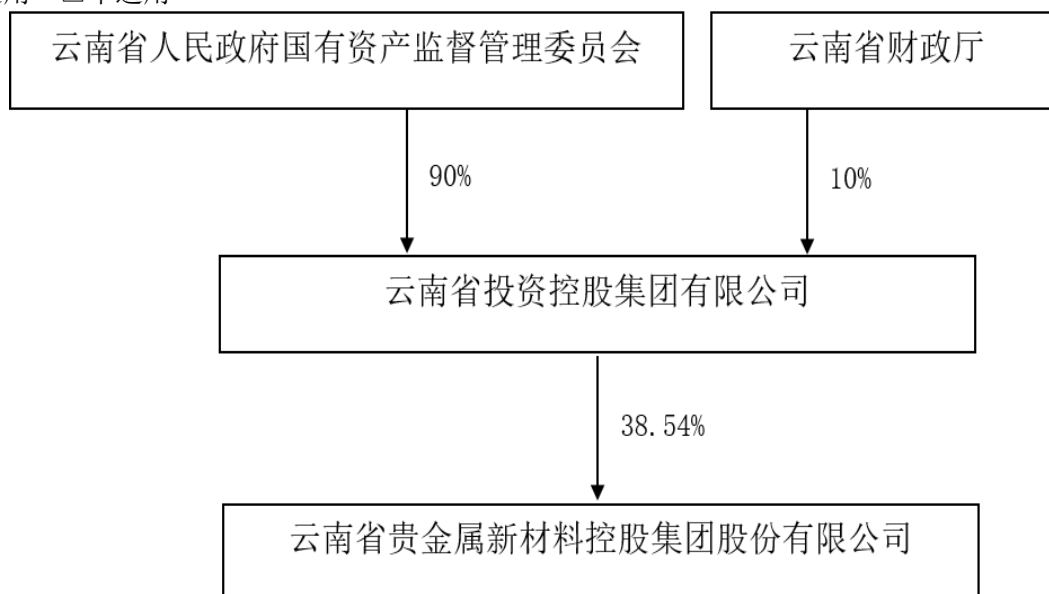 云南省人民政府国有资产监督管理委员会
云南省财政厅
90%
10%
云南省投资控股集团有限公司
38.54%
云南省贵金属新材料控股集团股份有限公司